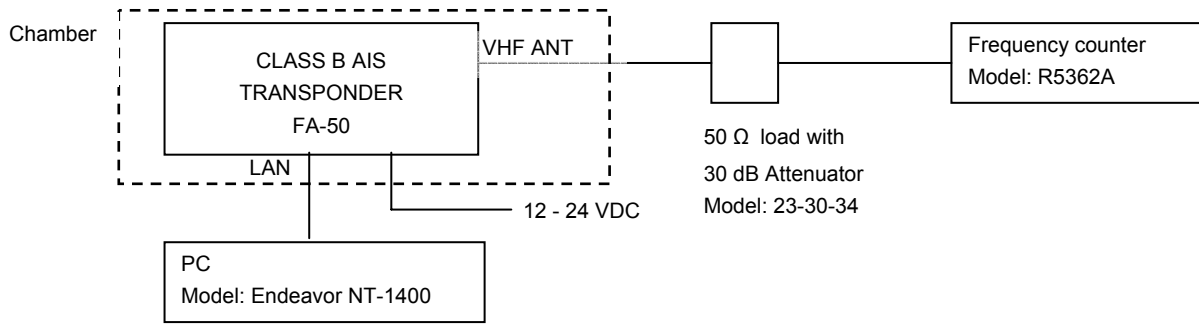 Chamber
CLASS B AIS
TRANSPONDER
FA-50
VHF ANT
LAN
12 - 24 VDC
50 Ω load with
30 dB Attenuator
Model: 23-30-34
Frequency counter
Model: R5362A
PC
Model: Endeavor NT-1400